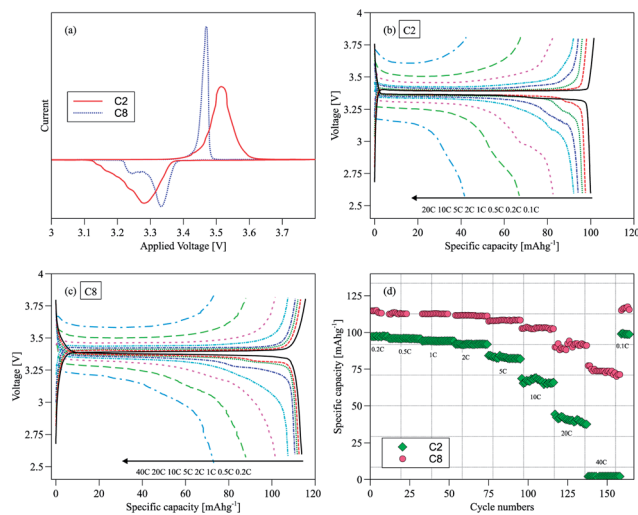 (a)
C2
C8
Current
3
3.1
3.2
3.3
3.4
3.5
3.6
3.7
Applied Voltage [V]
(b)
C2
4
3.75
3.5
3.25
3
2.75
2.5
Voltage [V]
20C 10C 5C 2C 1C 0.5C 0.2C 0.1C
0
20
40
60
80
100
120
Specific capacity [mAhg-1]
(c)
C8
4
3.75
3.5
3.25
3
2.75
2.5
Voltage [V]
40C 20C 10C 5C 2C 1C 0.5C 0.2C
0
20
40
60
80
100
120
Specific capacity [mAhg-1]
(d)
125
100
75
50
25
0
Specific capacity [mAhg-1]
0.2C
0.5C
1C
2C
5C
10C
20C
40C
0.1C
C2
C8
0
25
50
75
100
125
150
Cycle numbers